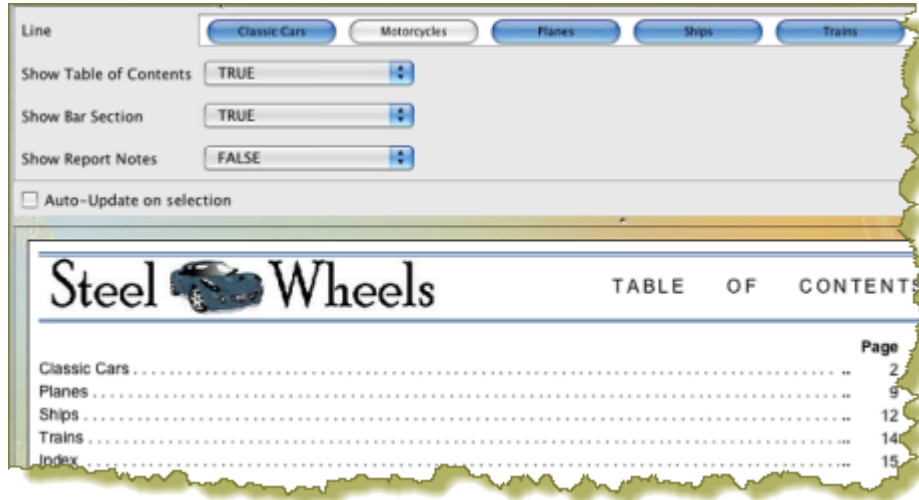 Line Classic Cars Motorcycles Planes Ships Trains
Show Table of Contents TRUE
Show Bar Section TRUE
Show Report Notes FALSE
Auto-Update on selection
Steel Wheels TABLE OF CONTENTS
Page
Classic Cars . . . . . . . . . . . . . . . . . . . . . . . . . . . . . . . . . . . . . . . . 2
Planes . . . . . . . . . . . . . . . . . . . . . . . . . . . . . . . . . . . . . . . . 9
Ships . . . . . . . . . . . . . . . . . . . . . . . . . . . . . . . . . . . . . . . . 12
Trains . . . . . . . . . . . . . . . . . . . . . . . . . . . . . . . . . . . . . . . . 14
Index . . . . . . . . . . . . . . . . . . . . . . . . . . . . . . . . . . . . . . . . 15